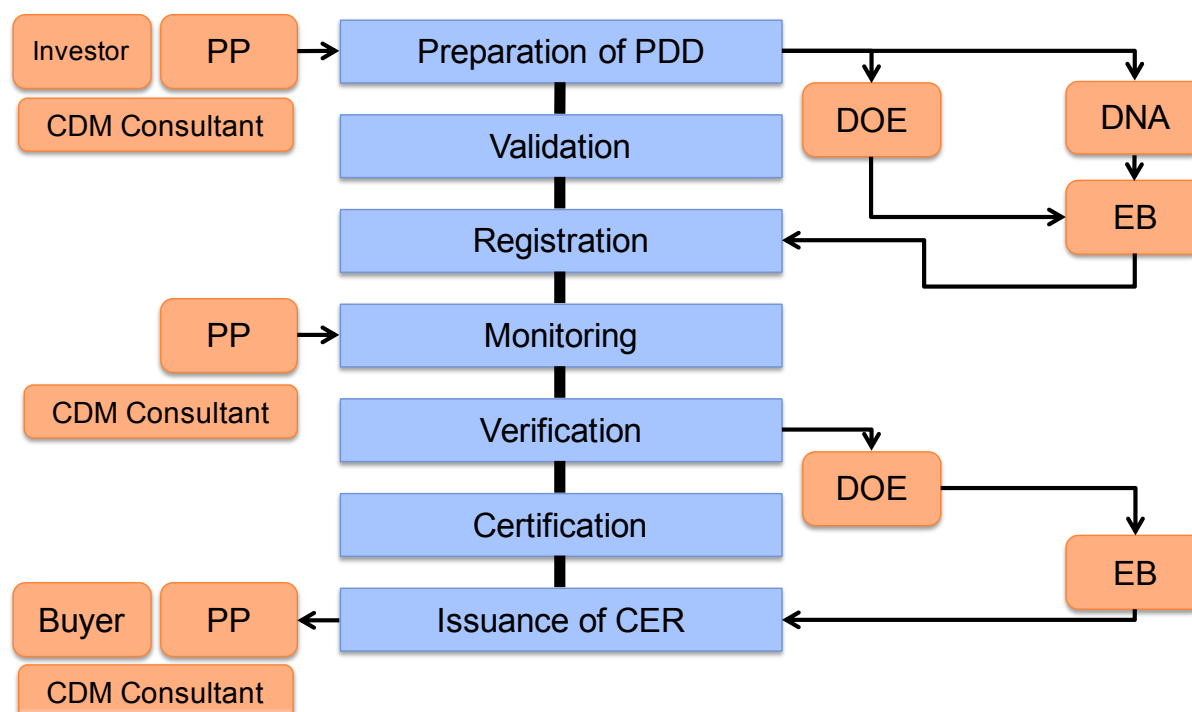 Investor
PP
Preparation of PDD
CDM Consultant
DOE
DNA
Validation
EB
Registration
PP
Monitoring
CDM Consultant
Verification
DOE
Certification
EB
Buyer
PP
Issuance of CER
CDM Consultant